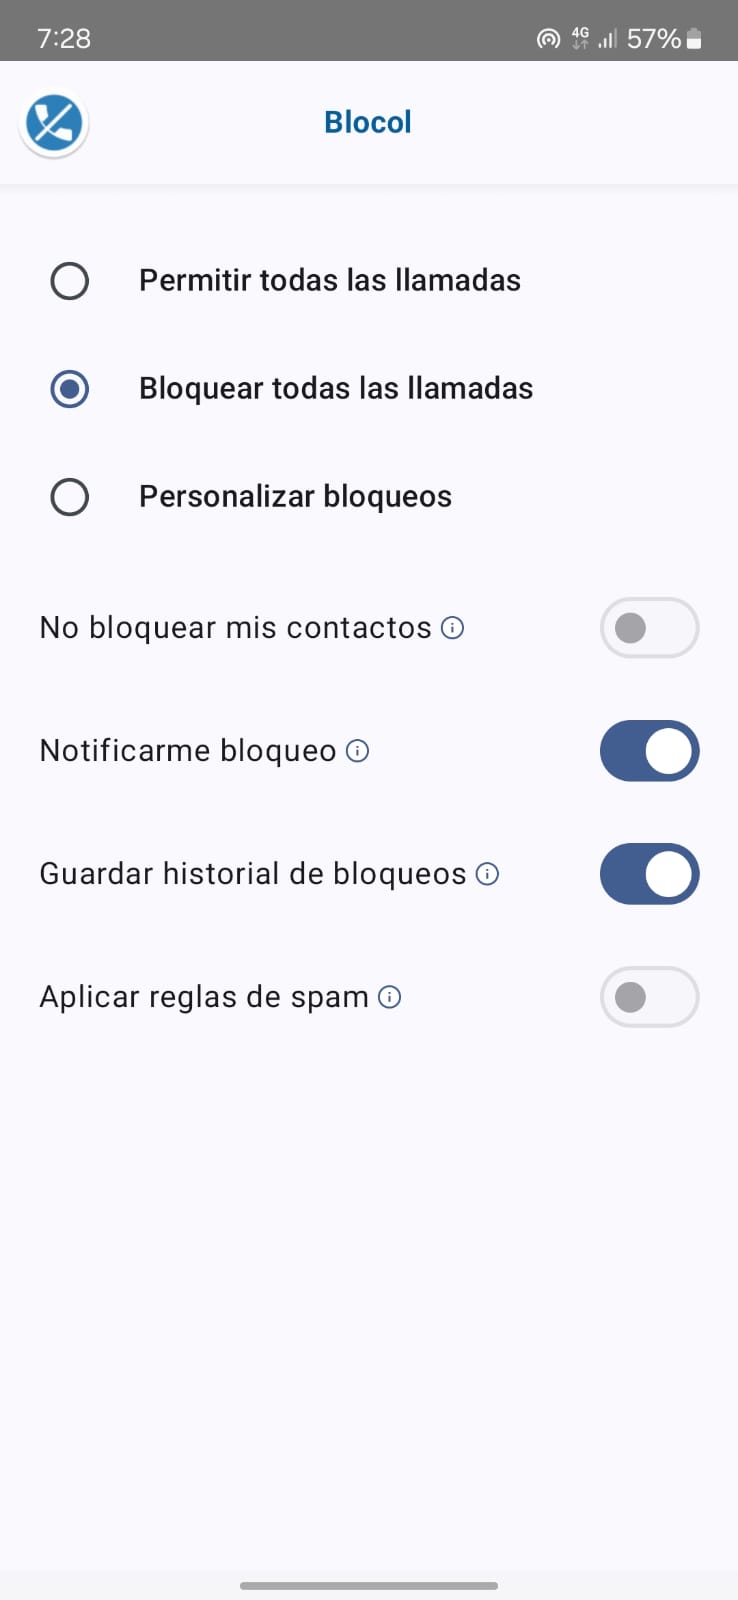 7:28
4G 57%
Blocol
Permitir todas las llamadas
Bloquear todas las llamadas
Personalizar bloqueos
No bloquear mis contactos
Notificarme bloqueo
Guardar historial de bloqueos
Aplicar reglas de spam